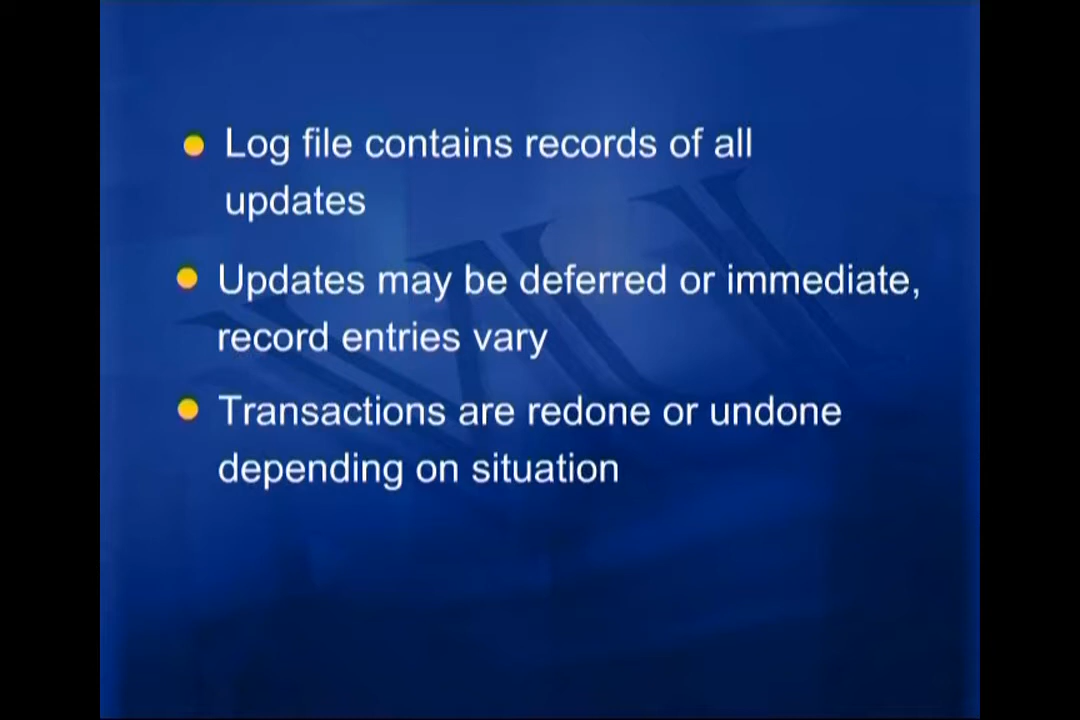 Log file contains records of all
updates
Updates may be deferred or immediate,
record entries vary
Transactions are redone or undone
depending on situation